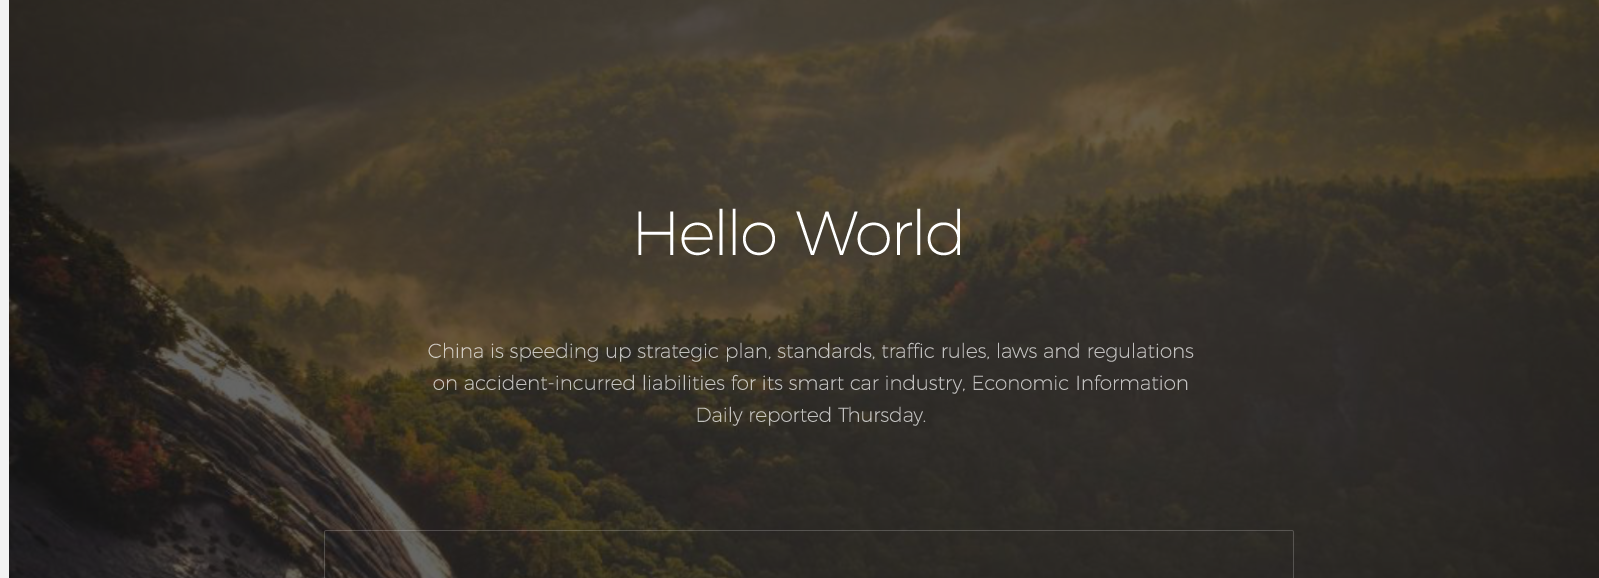 Hello World
China is speeding up strategic plan, standards, traffic rules, laws and regulations
on accident-incurred liabilities for its smart car industry, Economic Information
Daily reported Thursday.